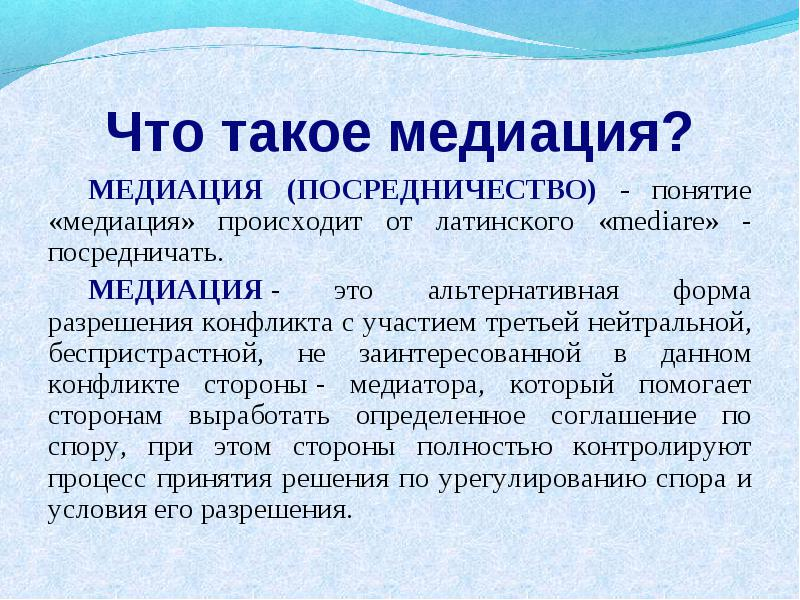 Что такое медиация?
МЕДИАЦИЯ (ПОСРЕДНИЧЕСТВО) - понятие
«медиация» происходит от латинского «mediare» -
посредничать.
МЕДИАЦИЯ - это альтернативная форма
разрешения конфликта с участием третьей нейтральной,
беспристрастной, не заинтересованной в данном
конфликте стороны - медиатора, который помогает
сторонам выработать определенное соглашение по
спору, при этом стороны полностью контролируют
процесс принятия решения по урегулированию спора и
условия его разрешения.